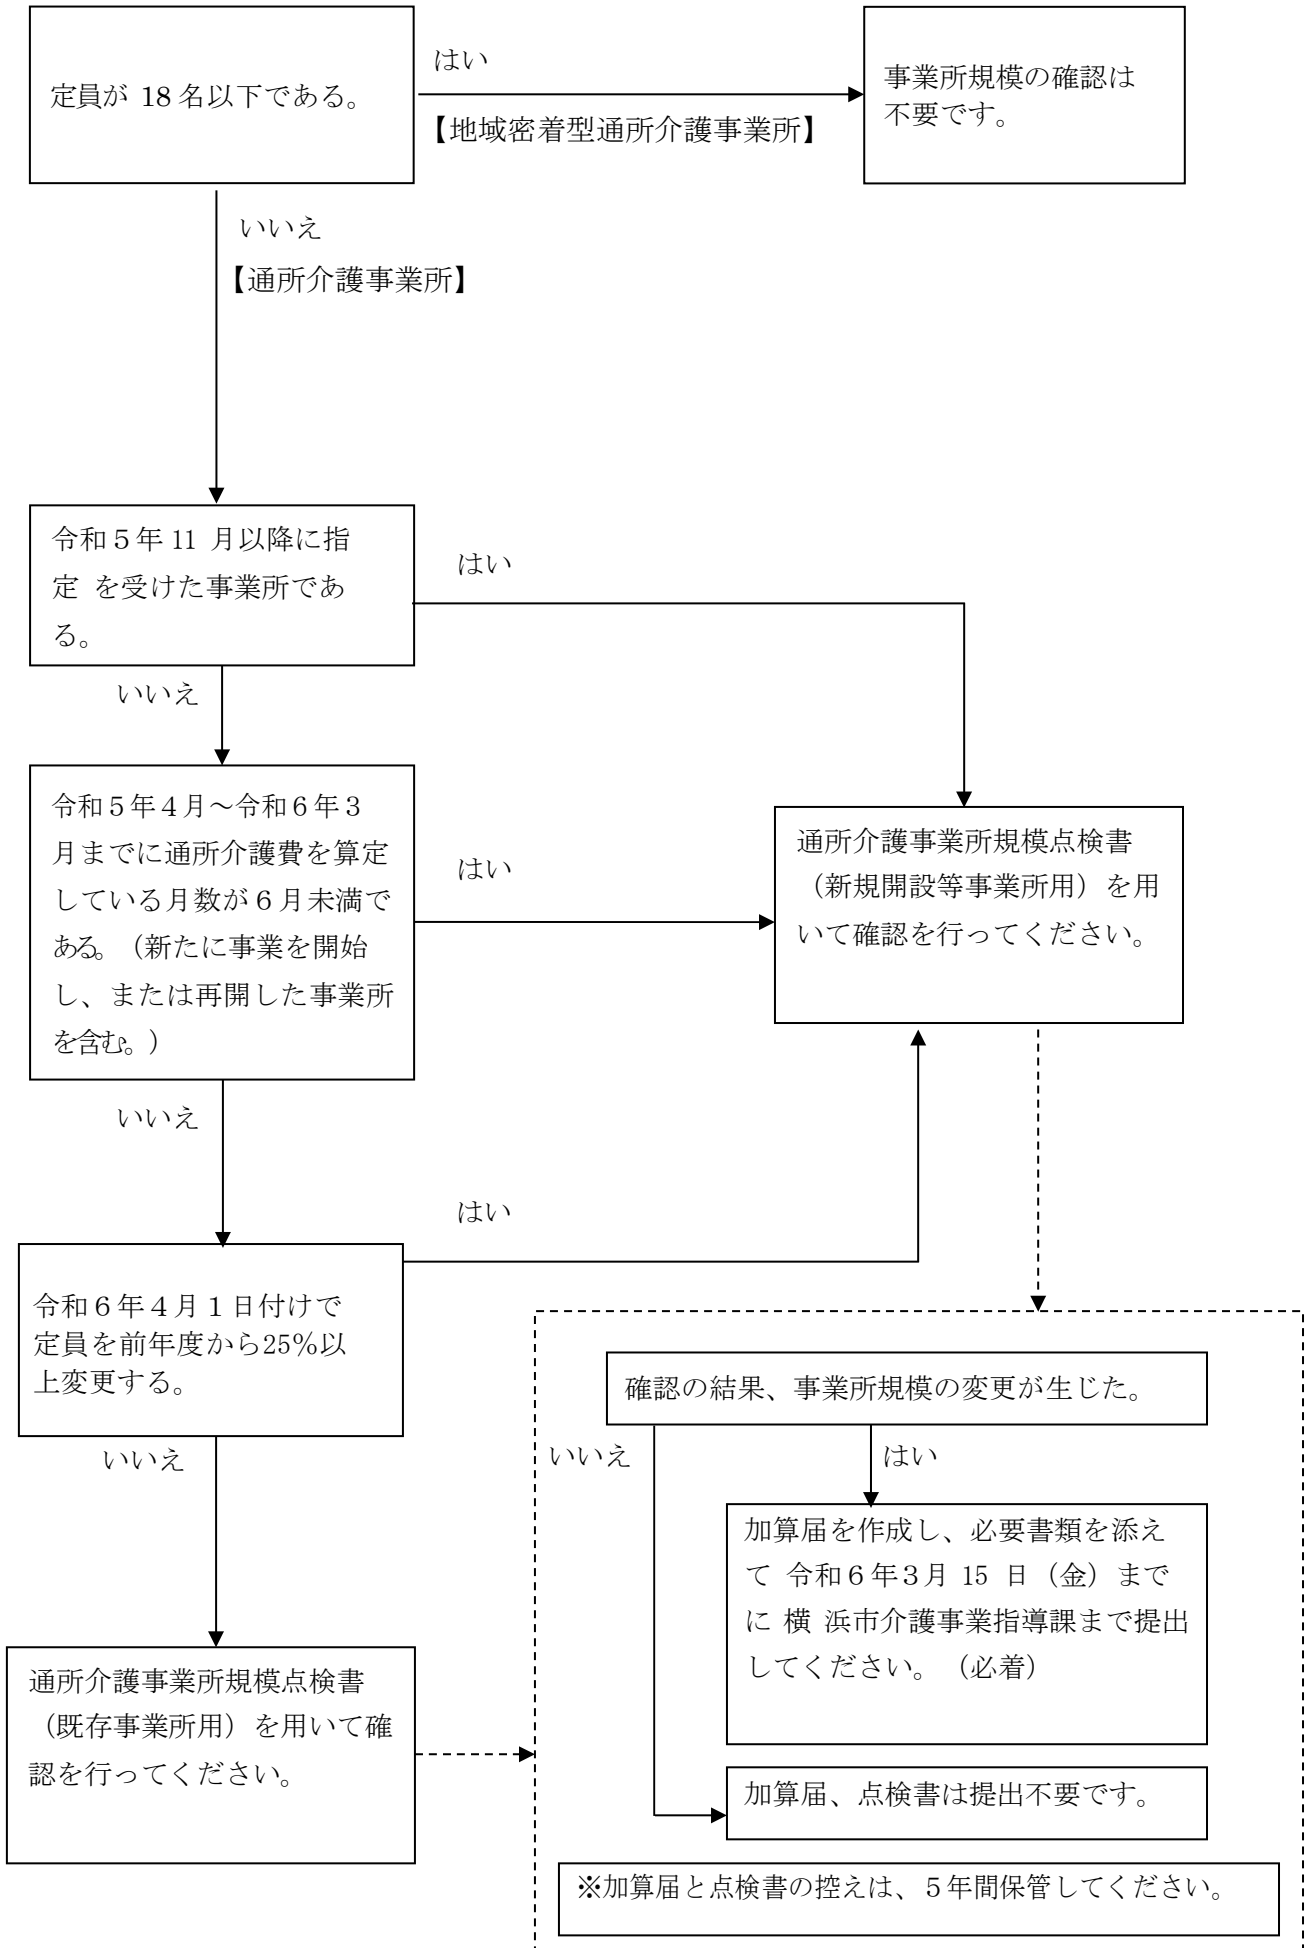 定員が 18 名以下である。
はい
【地域密着型通所介護事業所】
事業所規模の確認は
不要です。
いいえ
【通所介護事業所】
令和５年 11 月以降に指
定 を受けた事業所であ
る。
はい
いいえ
令和５年４月～令和６年３
月までに通所介護費を算定
している月数が６月未満で
ある。（新たに事業を開始
し、または再開した事業所
を含む。）
はい
通所介護事業所規模点検書
（新規開設等事業所用）を用
いて確認を行ってください。
いいえ
はい
令和６年４月１日付けで
定員を前年度から25％以
上変更する。
いいえ
確認の結果、事業所規模の変更が生じた。
いいえ
はい
加算届を作成し、必要書類を添え
て 令和６年３月 15 日（金）まで
に 横 浜市介護事業指導課まで提出
してください。（必着）
通所介護事業所規模点検書
（既存事業所用）を用いて確
認を行ってください。
加算届、点検書は提出不要です。
※加算届と点検書の控えは、５年間保管してください。